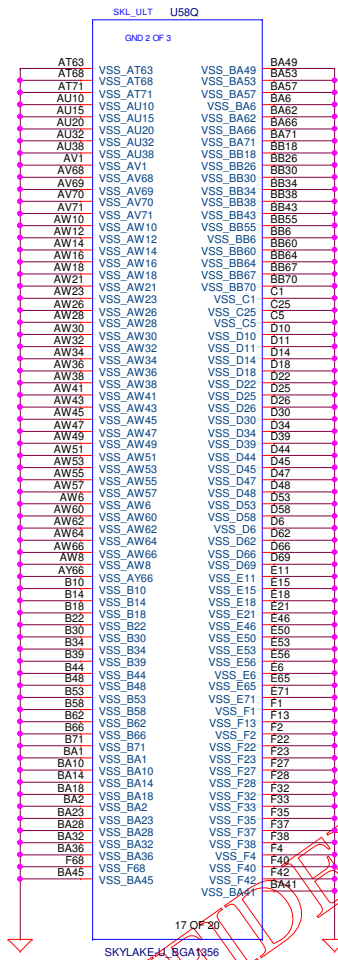 SKL_ULT U58Q
GND 2 OF 3
AT63 VSS_AT63 VSS_BA49 BA49
AT68 VSS_AT68 VSS_BA53 BA53
AT71 VSS_AT71 VSS_BA57 BA57
AU10 VSS_AU10 VSS_BA6 BA6
AU15 VSS_AU15 VSS_BA62 BA62
AU20 VSS_AU20 VSS_BA66 BA66
AU32 VSS_AU32 VSS_BA71 BA71
AU38 VSS_AU38 VSS_BB18 BB18
AV1 VSS_AV1 VSS_BB26 BB26
AV68 VSS_AV68 VSS_BB30 BB30
AV69 VSS_AV69 VSS_BB34 BB34
AV70 VSS_AV70 VSS_BB38 BB38
AV71 VSS_AV71 VSS_BB43 BB43
AW10 VSS_AW10 VSS_BB55 BB55
AW12 VSS_AW12 VSS_BB6 BB6
AW14 VSS_AW14 VSS_BB60 BB60
AW16 VSS_AW16 VSS_BB64 BB64
AW18 VSS_AW18 VSS_BB67 BB67
AW21 VSS_AW21 VSS_BB70 BB70
AW23 VSS_AW23 VSS_C1 C1
AW26 VSS_AW26 VSS_C25 C25
AW28 VSS_AW28 VSS_C5 C5
AW30 VSS_AW30 VSS_D10 D10
AW32 VSS_AW32 VSS_D11 D11
AW34 VSS_AW34 VSS_D14 D14
AW36 VSS_AW36 VSS_D18 D18
AW38 VSS_AW38 VSS_D22 D22
AW41 VSS_AW41 VSS_D25 D25
AW43 VSS_AW43 VSS_D26 D26
AW45 VSS_AW45 VSS_D30 D30
AW47 VSS_AW47 VSS_D34 D34
AW49 VSS_AW49 VSS_D39 D39
AW51 VSS_AW51 VSS_D44 D44
AW53 VSS_AW53 VSS_D45 D45
AW55 VSS_AW55 VSS_D47 D47
AW57 VSS_AW57 VSS_D48 D48
AW6 VSS_AW6 VSS_D53 D53
AW60 VSS_AW60 VSS_D58 D58
AW62 VSS_AW62 VSS_D6 D6
AW64 VSS_AW64 VSS_D62 D62
AW66 VSS_AW66 VSS_D66 D66
AW8 VSS_AW8 VSS_D69 D69
AY66 VSS_AY66 VSS_E11 E11
B10 VSS_B10 VSS_E15 E15
B14 VSS_B14 VSS_E18 E18
B18 VSS_B18 VSS_E21 E21
B22 VSS_B22 VSS_E46 E46
B30 VSS_B30 VSS_E50 E50
B34 VSS_B34 VSS_E53 E53
B39 VSS_B39 VSS_E56 E56
B44 VSS_B44 VSS_E6 E6
B48 VSS_B48 VSS_E65 E65
B53 VSS_B53 VSS_E71 E71
B58 VSS_B58 VSS_F1 F1
B62 VSS_B62 VSS_F13 F13
B66 VSS_B66 VSS_F2 F2
B71 VSS_B71 VSS_F22 F22
BA1 VSS_BA1 VSS_F23 F23
BA10 VSS_BA10 VSS_F27 F27
BA14 VSS_BA14 VSS_F28 F28
BA18 VSS_BA18 VSS_F32 F32
BA2 VSS_BA2 VSS_F33 F33
BA23 VSS_BA23 VSS_F35 F35
BA28 VSS_BA28 VSS_F37 F37
BA32 VSS_BA32 VSS_F38 F38
BA36 VSS_BA36 VSS_F4 F4
F68 VSS_F68 VSS_F40 F40
BA45 VSS_BA45 VSS_F42 F42
VSS_BA41 BA41
17 OF 20
SKYLAKE-U_BGA1356